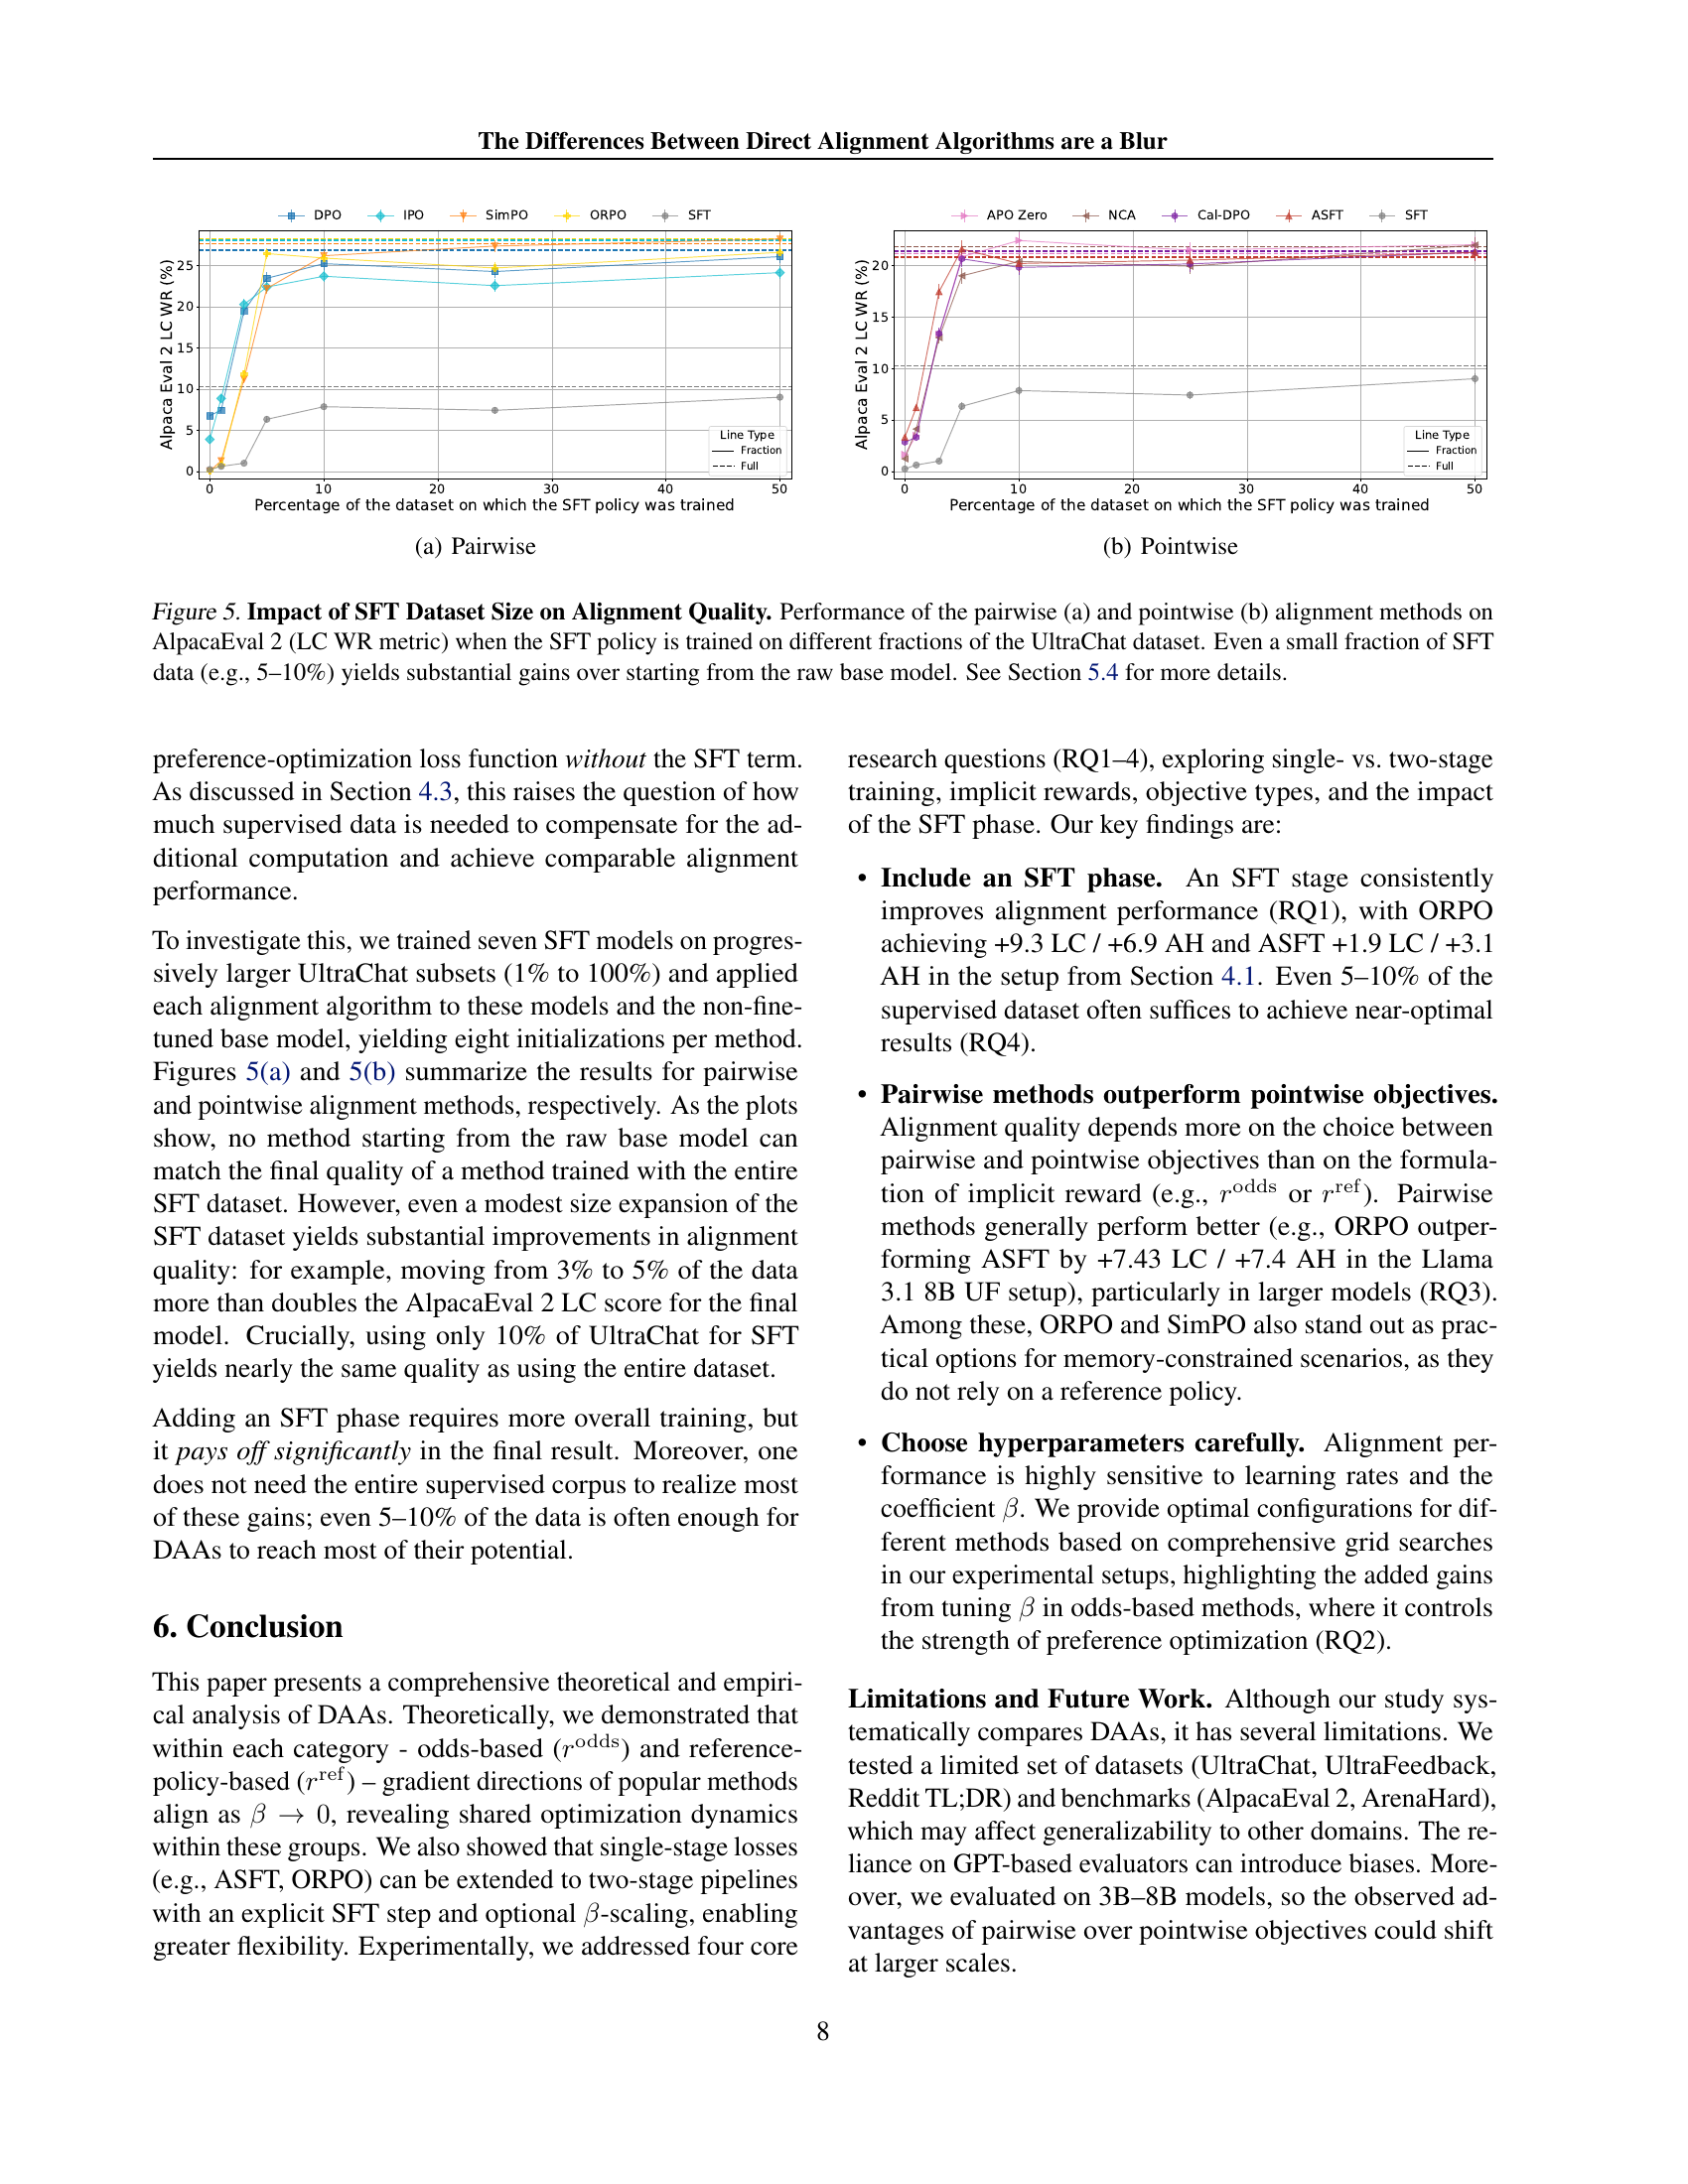 The Differences Between Direct Alignment Algorithms are a Blur
DPO IPO SimPO ORPO SFT
Alpaca Eval 2 LC WR (%)
25
20
15
10
5
0
Line Type
Fraction
Full
0 10 20 30 40 50
Percentage of the dataset on which the SFT policy was trained
(a) Pairwise
APO Zero NCA Cal-DPO ASFT SFT
Alpaca Eval 2 LC WR (%)
20
15
10
5
0
Line Type
Fraction
Full
0 10 20 30 40 50
Percentage of the dataset on which the SFT policy was trained
(b) Pointwise
Figure 5. Impact of SFT Dataset Size on Alignment Quality. Performance of the pairwise (a) and pointwise (b) alignment methods on
AlpacaEval 2 (LC WR metric) when the SFT policy is trained on different fractions of the UltraChat dataset. Even a small fraction of SFT
data (e.g., 5–10%) yields substantial gains over starting from the raw base model. See Section 5.4 for more details.
preference-optimization loss function without the SFT term.
As discussed in Section 4.3, this raises the question of how
much supervised data is needed to compensate for the ad-
ditional computation and achieve comparable alignment
performance.
To investigate this, we trained seven SFT models on progres-
sively larger UltraChat subsets (1% to 100%) and applied
each alignment algorithm to these models and the non-fine-
tuned base model, yielding eight initializations per method.
Figures 5(a) and 5(b) summarize the results for pairwise
and pointwise alignment methods, respectively. As the plots
show, no method starting from the raw base model can
match the final quality of a method trained with the entire
SFT dataset. However, even a modest size expansion of the
SFT dataset yields substantial improvements in alignment
quality: for example, moving from 3% to 5% of the data
more than doubles the AlpacaEval 2 LC score for the final
model. Crucially, using only 10% of UltraChat for SFT
yields nearly the same quality as using the entire dataset.
Adding an SFT phase requires more overall training, but
it pays off significantly in the final result. Moreover, one
does not need the entire supervised corpus to realize most
of these gains; even 5–10% of the data is often enough for
DAAs to reach most of their potential.
6. Conclusion
This paper presents a comprehensive theoretical and empiri-
cal analysis of DAAs. Theoretically, we demonstrated that
within each category - odds-based (r^odds) and reference-
policy-based (r^ref) – gradient directions of popular methods
align as β → 0, revealing shared optimization dynamics
within these groups. We also showed that single-stage losses
(e.g., ASFT, ORPO) can be extended to two-stage pipelines
with an explicit SFT step and optional β-scaling, enabling
greater flexibility. Experimentally, we addressed four core
research questions (RQ1–4), exploring single- vs. two-stage
training, implicit rewards, objective types, and the impact
of the SFT phase. Our key findings are:
• Include an SFT phase. An SFT stage consistently
improves alignment performance (RQ1), with ORPO
achieving +9.3 LC / +6.9 AH and ASFT +1.9 LC / +3.1
AH in the setup from Section 4.1. Even 5–10% of the
supervised dataset often suffices to achieve near-optimal
results (RQ4).
• Pairwise methods outperform pointwise objectives.
Alignment quality depends more on the choice between
pairwise and pointwise objectives than on the formula-
tion of implicit reward (e.g., r^odds or r^ref). Pairwise
methods generally perform better (e.g., ORPO outper-
forming ASFT by +7.43 LC / +7.4 AH in the Llama
3.1 8B UF setup), particularly in larger models (RQ3).
Among these, ORPO and SimPO also stand out as prac-
tical options for memory-constrained scenarios, as they
do not rely on a reference policy.
• Choose hyperparameters carefully. Alignment per-
formance is highly sensitive to learning rates and the
coefficient β. We provide optimal configurations for dif-
ferent methods based on comprehensive grid searches
in our experimental setups, highlighting the added gains
from tuning β in odds-based methods, where it controls
the strength of preference optimization (RQ2).
Limitations and Future Work. Although our study sys-
tematically compares DAAs, it has several limitations. We
tested a limited set of datasets (UltraChat, UltraFeedback,
Reddit TL;DR) and benchmarks (AlpacaEval 2, ArenaHard),
which may affect generalizability to other domains. The re-
liance on GPT-based evaluators can introduce biases. More-
over, we evaluated on 3B–8B models, so the observed ad-
vantages of pairwise over pointwise objectives could shift
at larger scales.
8